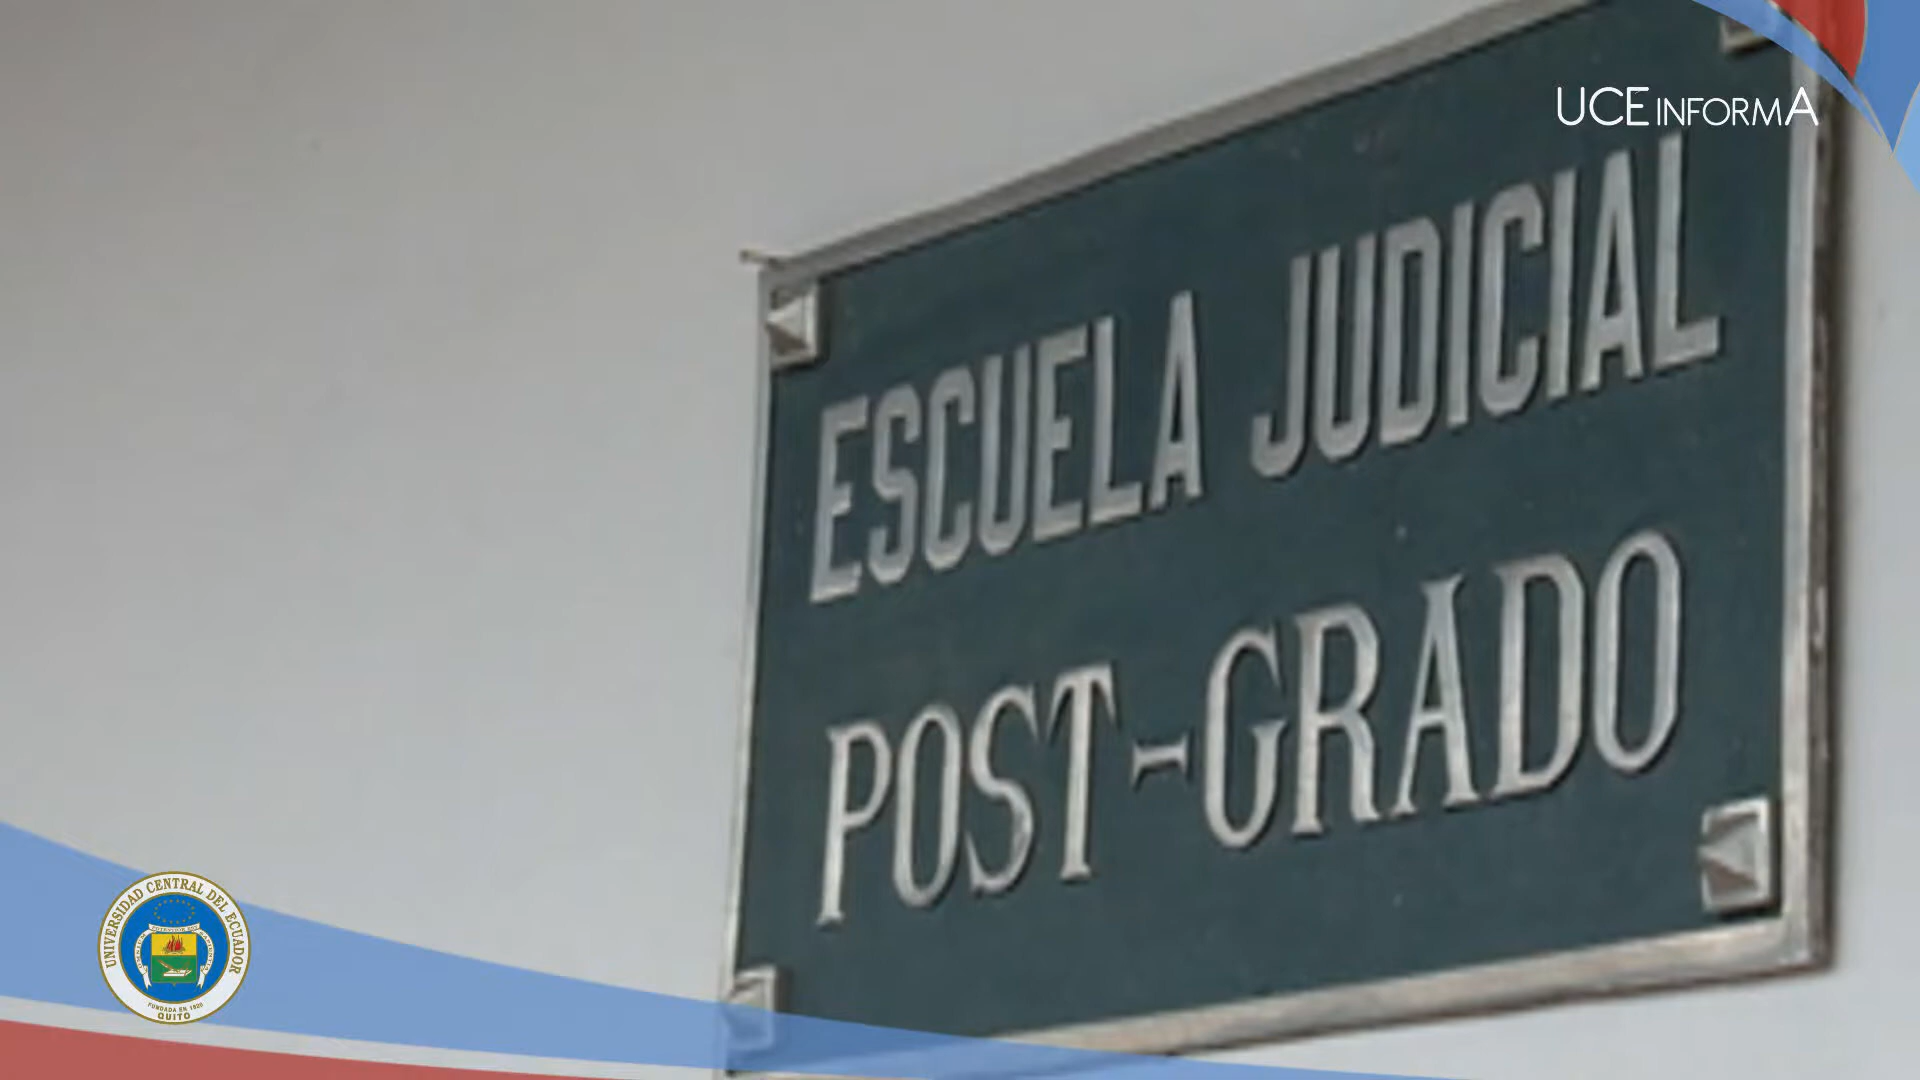 UCE INFORMA
ESCUELA JUDICIAL
POST-GRADO
UNIVERSIDAD CENTRAL DEL ECUADOR
FUNDADA EN 1826
QUITO